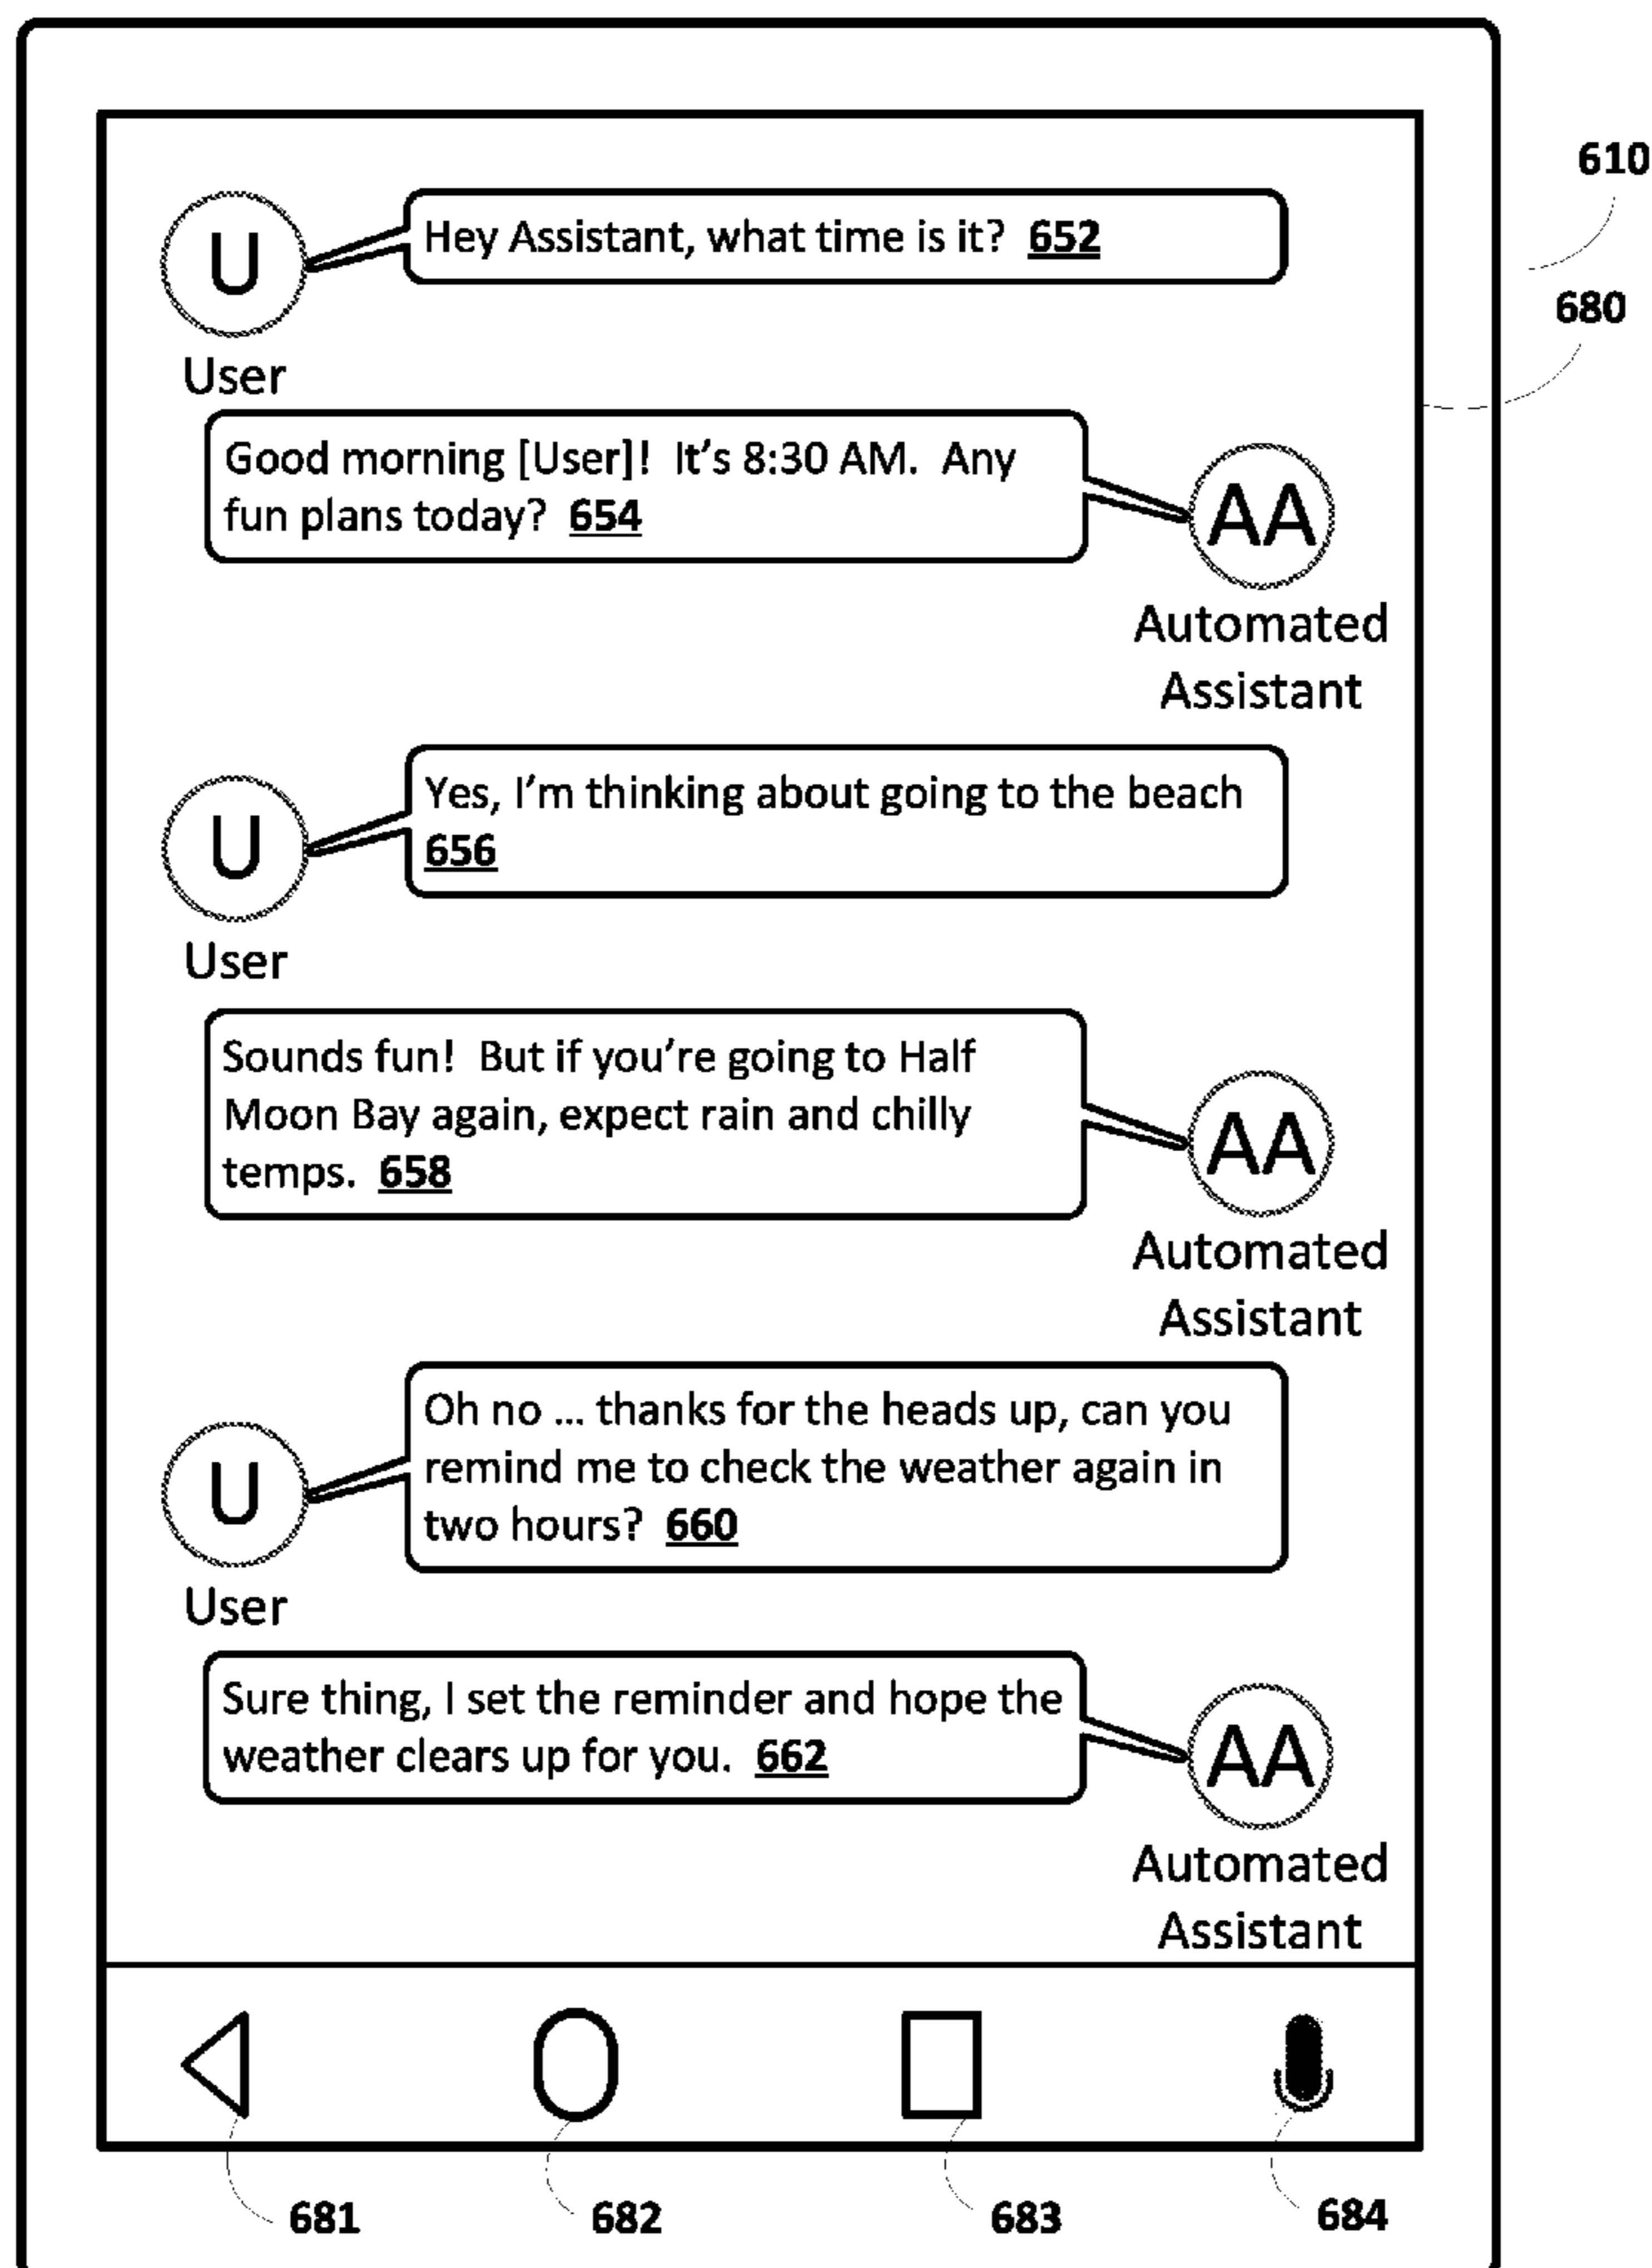 610
Hey Assistant, what time is it? 652
U
680
User
Good morning [User]! It's 8:30 AM. Any
fun plans today? 654
AA
Automated
Assistant
Yes, I'm thinking about going to the beach
656
U
User
Sounds fun! But if you're going to Half
Moon Bay again, expect rain and chilly
temps. 658
AA
Automated
Assistant
Oh no ... thanks for the heads up, can you
remind me to check the weather again in
two hours? 660
U
User
Sure thing, I set the reminder and hope the
weather clears up for you. 662
AA
Automated
Assistant
681
682
683
684